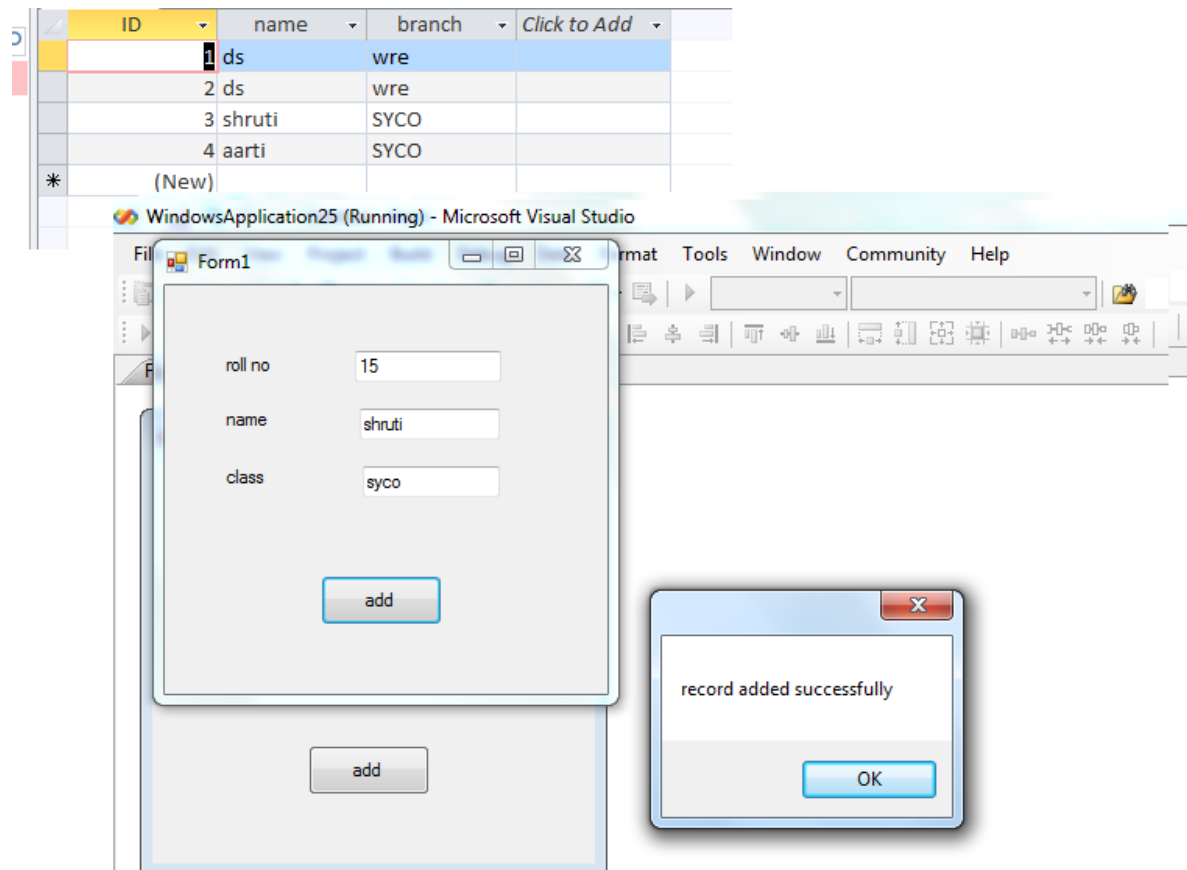 ID name branch Click to Add
1 ds wre
2 ds wre
3 shruti SYCO
4 aarti SYCO
(New)
WindowsApplication25 (Running) - Microsoft Visual Studio
Tools Window Community Help
Form1
roll no 15
name shruti
class syco
add
record added successfully
add
OK